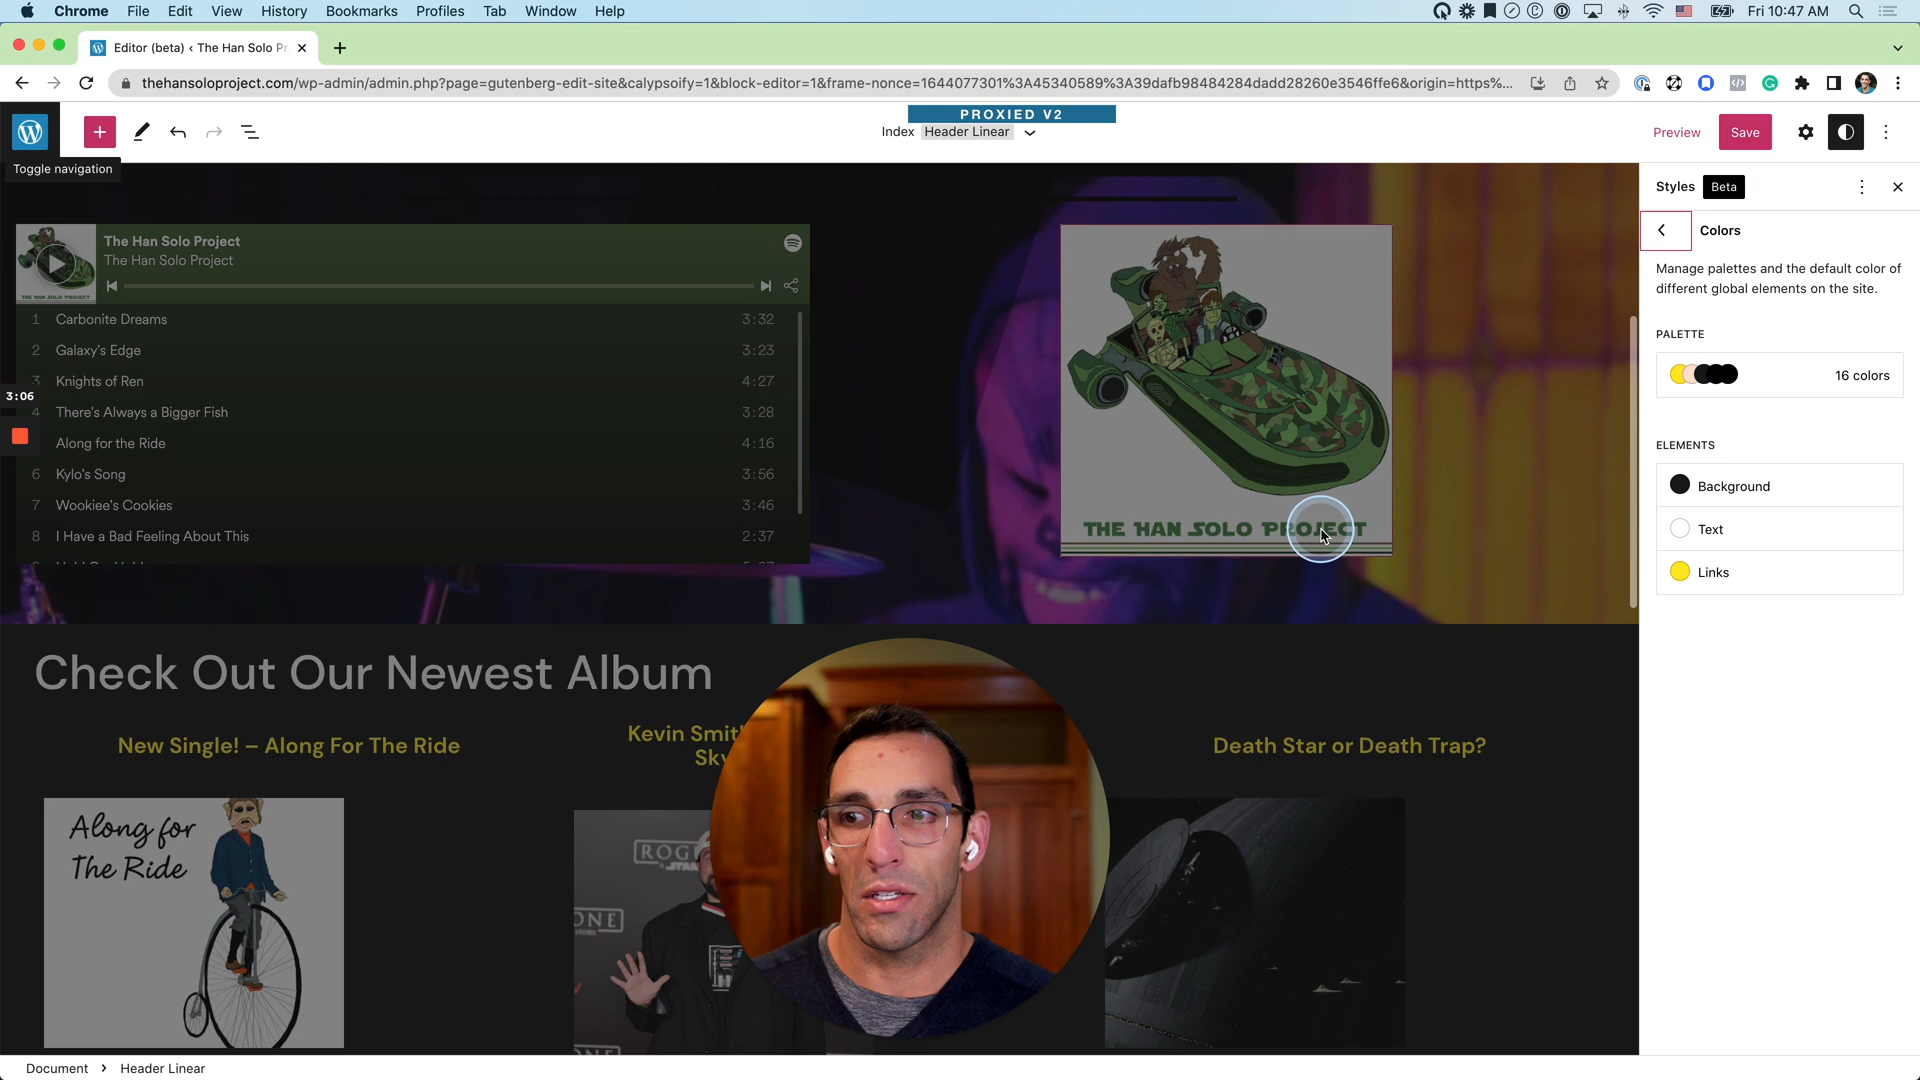 Chrome File Edit View History Bookmarks Profiles Tab Window Help
Fri 10:47 AM
Editor (beta) ‹ The Han Solo Pr
thehansoloproject.com/wp-admin/admin.php?page=gutenberg-edit-site&calypsoify=1&block-editor=1&frame-nonce=1644077301%3A45340589%3A39dafb98484284dadd28260e3546ffe6&origin=https%...
PROXIED V2
Index Header Linear
Preview
Save
Toggle navigation
Styles Beta
Colors
Manage palettes and the default color of
different global elements on the site.
PALETTE
16 colors
ELEMENTS
Background
Text
Links
The Han Solo Project
The Han Solo Project
THE HAN SOLO PROJECT
1 Carbonite Dreams 3:32
2 Galaxy's Edge 3:23
3 Knights of Ren 4:27
3:06
4 There's Always a Bigger Fish 3:28
Along for the Ride 4:16
6 Kylo's Song 3:56
7 Wookiee's Cookies 3:46
8 I Have a Bad Feeling About This 2:37
THE HAN SOLO PROJECT
Check Out Our Newest Album
New Single! – Along For The Ride
Kevin Smit
Sky
Death Star or Death Trap?
Along for
The Ride
ROG
STAR
ONE
Document › Header Linear